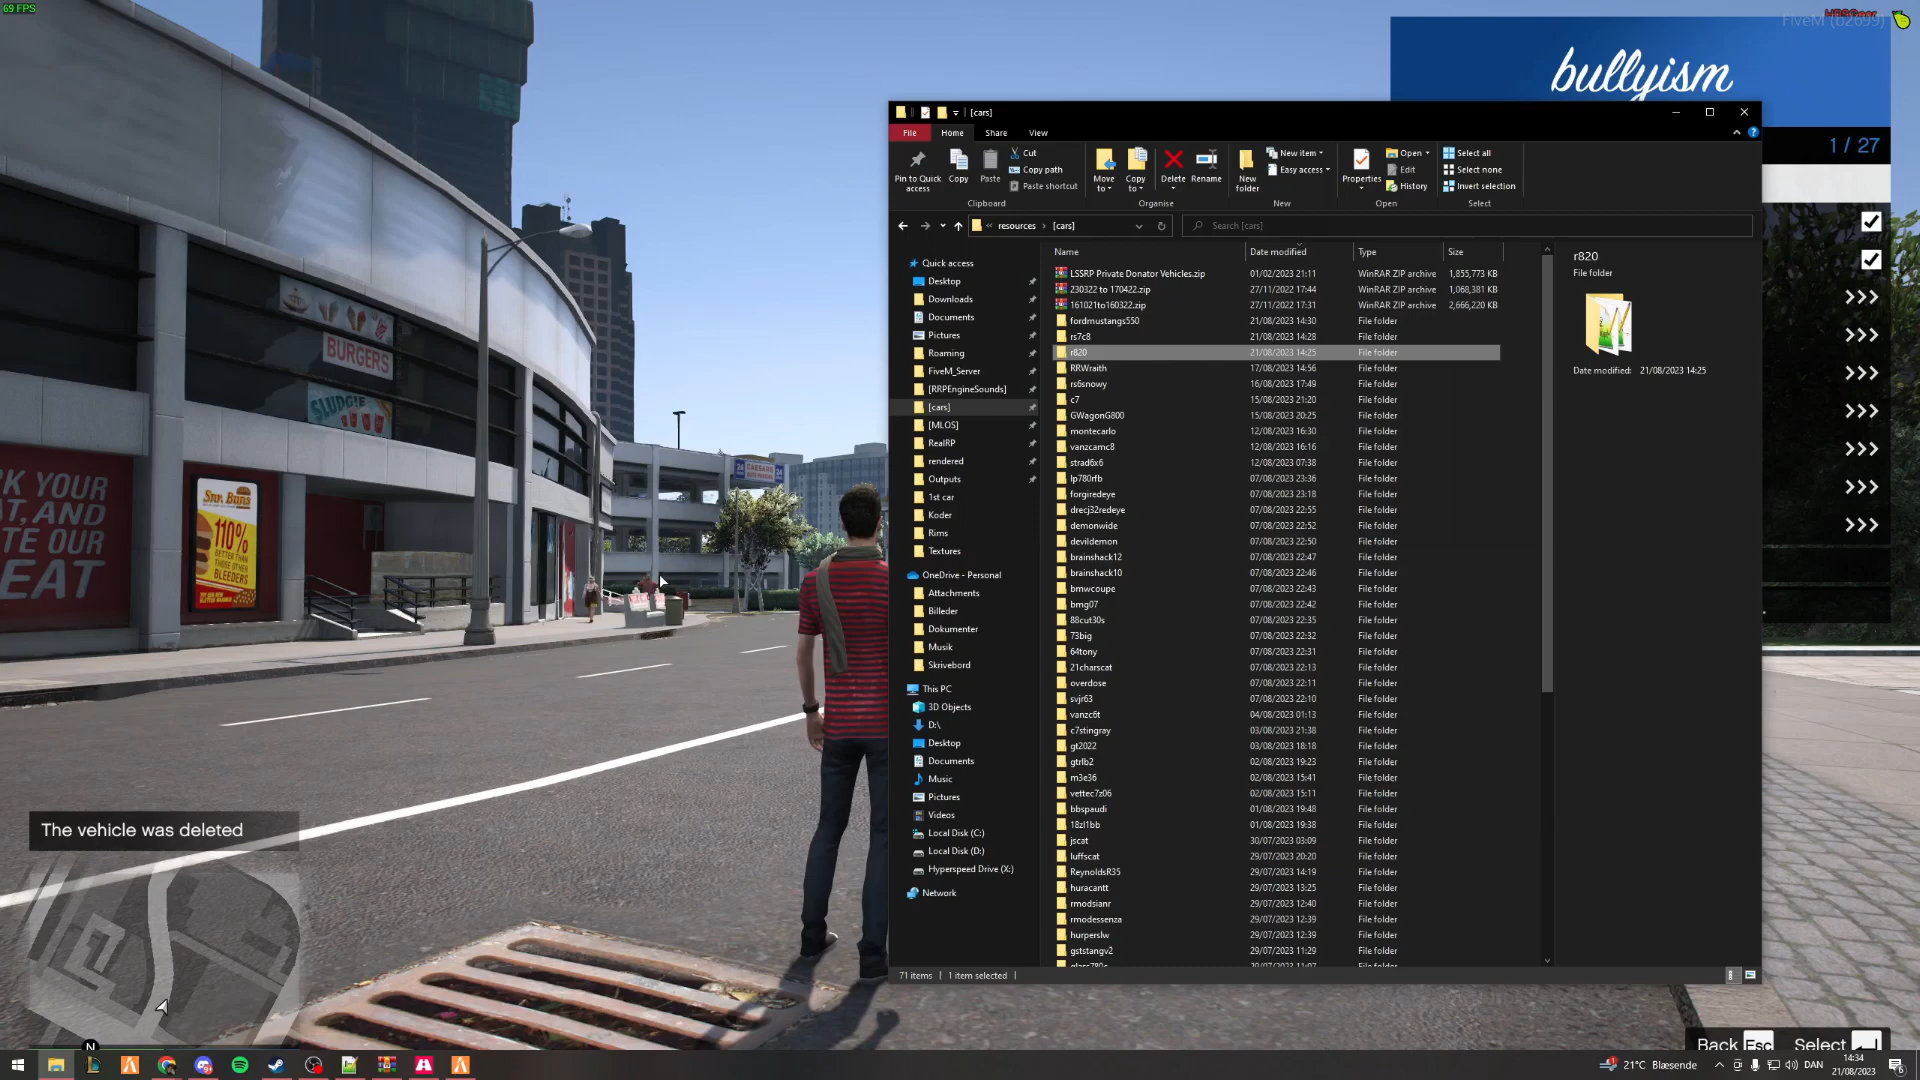 69 FPS
FiveM (b2699)
bullyism
1 / 27
[cars]
File Home Share View
Pin to Quick access
Copy
Paste
Cut
Copy path
Paste shortcut
Move to
Copy to
Delete
Rename
New folder
New item
Easy access
Properties
Open
Edit
History
Select all
Select none
Invert selection
Clipboard Organise New Open Select
« resources › [cars]
Search [cars]
Quick access
Desktop
Downloads
Documents
Pictures
Roaming
FiveM_Server
[RRPEngineSounds]
[cars]
[MLOS]
RealRP
rendered
Outputs
1st car
Koder
Rims
Textures
OneDrive - Personal
Attachments
Billeder
Dokumenter
Musik
Skrivebord
This PC
3D Objects
D:\
Desktop
Documents
Music
Pictures
Videos
Local Disk (C:)
Local Disk (D:)
Hyperspeed Drive (X:)
Network
Name Date modified Type Size
LSSRP Private Donator Vehicles.zip 01/02/2023 21:11 WinRAR ZIP archive 1,855,773 KB
230322 to 170422.zip 27/11/2022 17:44 WinRAR ZIP archive 1,068,381 KB
161021to160322.zip 27/11/2022 17:31 WinRAR ZIP archive 2,666,220 KB
fordmustangs550 21/08/2023 14:30 File folder
rs7c8 21/08/2023 14:28 File folder
r820 21/08/2023 14:25 File folder
RRWraith 17/08/2023 14:56 File folder
rs6snowy 16/08/2023 17:49 File folder
c7 15/08/2023 21:20 File folder
GWagonG800 15/08/2023 20:25 File folder
montecarlo 12/08/2023 16:30 File folder
vanzcamc8 12/08/2023 16:16 File folder
strad6x6 12/08/2023 07:38 File folder
lp780rfb 07/08/2023 23:36 File folder
forgiredeye 07/08/2023 23:18 File folder
drecj32redeye 07/08/2023 22:55 File folder
demonwide 07/08/2023 22:52 File folder
devildemon 07/08/2023 22:50 File folder
brainshack12 07/08/2023 22:47 File folder
brainshack10 07/08/2023 22:46 File folder
bmwcoupe 07/08/2023 22:43 File folder
bmg07 07/08/2023 22:42 File folder
88cut30s 07/08/2023 22:35 File folder
73big 07/08/2023 22:32 File folder
64tony 07/08/2023 22:31 File folder
21charscat 07/08/2023 22:13 File folder
overdose 07/08/2023 22:11 File folder
svjr63 07/08/2023 22:10 File folder
vanzc6t 04/08/2023 01:13 File folder
c7stingray 03/08/2023 21:38 File folder
gt2022 03/08/2023 18:18 File folder
gtrlb2 02/08/2023 19:23 File folder
m3e36 02/08/2023 15:41 File folder
vettec7z06 02/08/2023 15:11 File folder
bbspaudi 01/08/2023 19:48 File folder
18zl1bb 01/08/2023 19:38 File folder
jscat 30/07/2023 03:09 File folder
luffscat 29/07/2023 20:20 File folder
ReynoldsR35 29/07/2023 14:19 File folder
huracantt 29/07/2023 13:25 File folder
rmodsianr 29/07/2023 12:40 File folder
rmodessenza 29/07/2023 12:39 File folder
hurperslw 29/07/2023 12:39 File folder
gststangv2 29/07/2023 11:29 File folder
r820
File folder
Date modified: 21/08/2023 14:25
71 items 1 item selected
BURGERS
SLUDGIE
CAESARS
24
24
RK YOUR
AT, AND
TE OUR
EAT
Snr. Buns
110%
BETTER THAN
THOSE OTHER
BLEEDERS
The vehicle was deleted
N
Back Esc Select
21°C Blæsende
DAN
14:34
21/08/2023